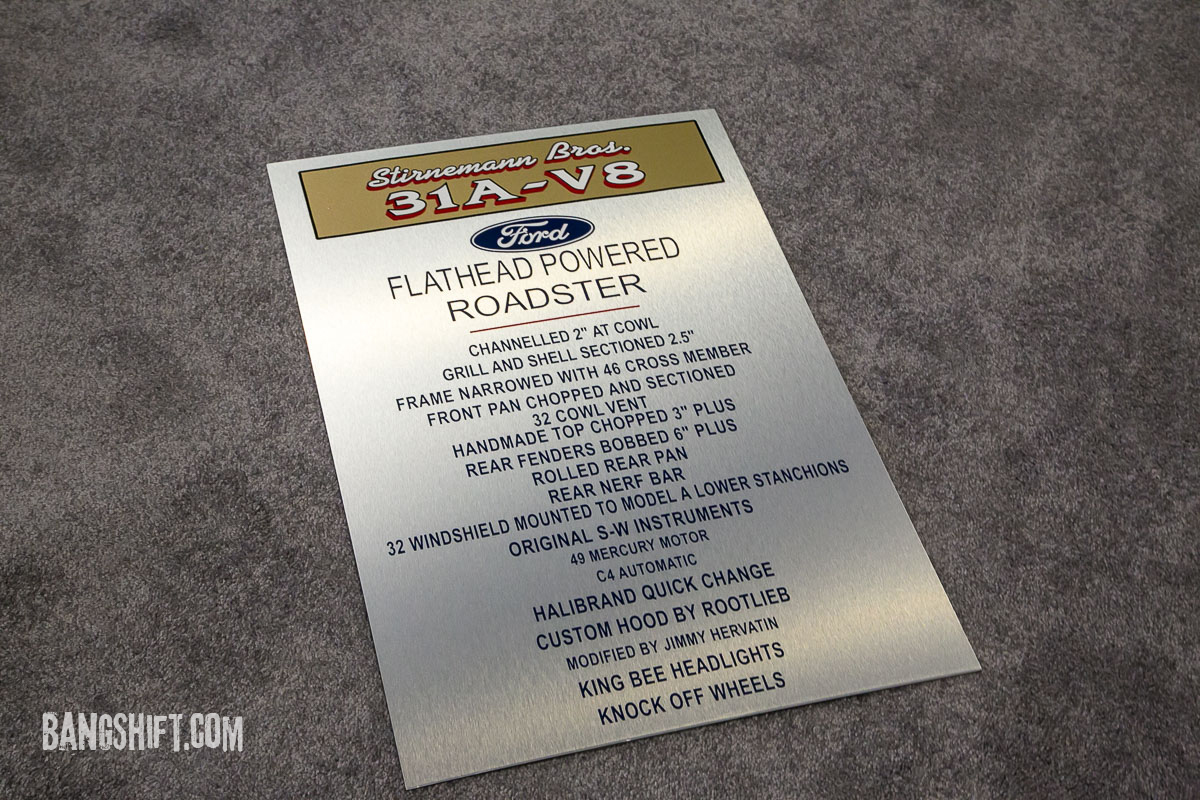 Stirnemann Bros.
31A-V8
Ford
FLATHEAD POWERED
ROADSTER
CHANNELLED 2" AT COWL
GRILL AND SHELL SECTIONED 2.5"
FRAME NARROWED WITH 46 CROSS MEMBER
FRONT PAN CHOPPED AND SECTIONED
32 COWL VENT
HANDMADE TOP CHOPPED 3" PLUS
REAR FENDERS BOBBED 6" PLUS
ROLLED REAR PAN
REAR NERF BAR
32 WINDSHIELD MOUNTED TO MODEL A LOWER STANCHIONS
ORIGINAL S-W INSTRUMENTS
49 MERCURY MOTOR
C4 AUTOMATIC
HALIBRAND QUICK CHANGE
CUSTOM HOOD BY ROOTLIEB
MODIFIED BY JIMMY HERVATIN
KING BEE HEADLIGHTS
KNOCK OFF WHEELS
BANGSHIFT.COM